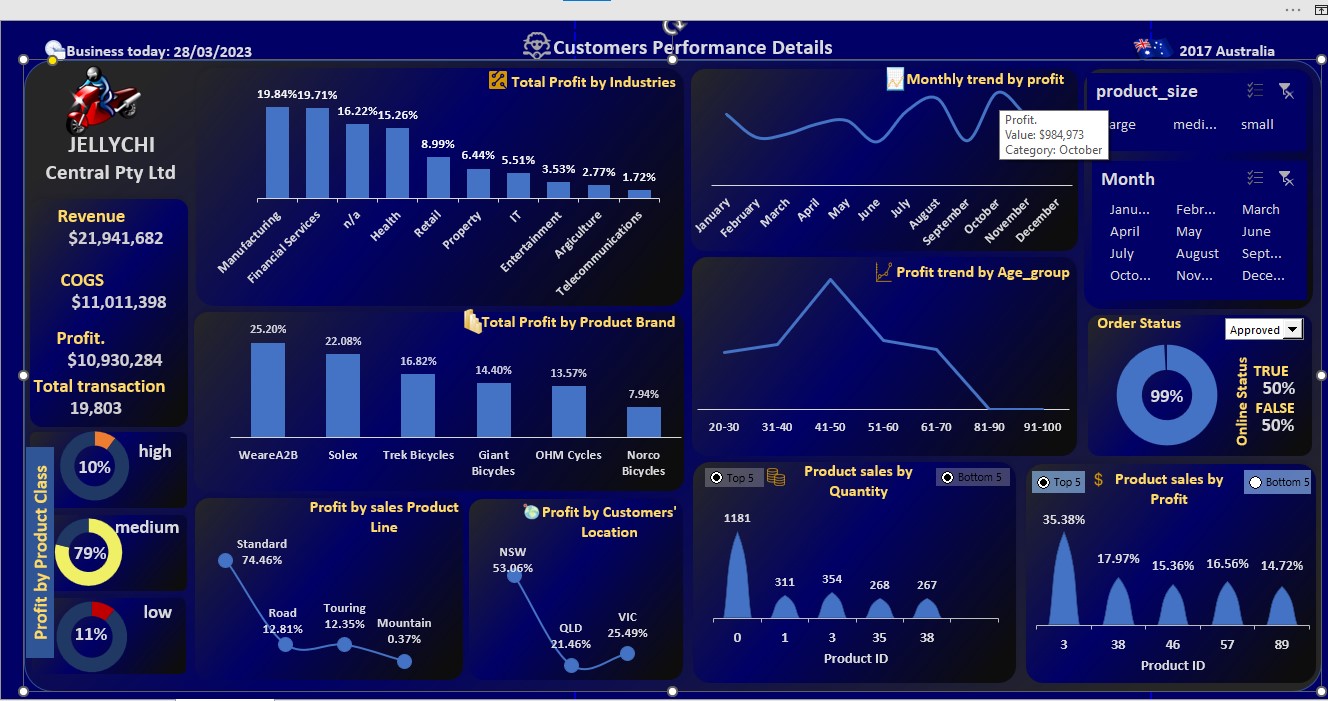 Business today: 28/03/2023
Customers Performance Details
2017 Australia
JELLYCHI
Central Pty Ltd
Revenue
$21,941,682
COGS
$11,011,398
Profit.
$10,930,284
Total transaction
19,803
Profit by Product Class
high
10%
medium
79%
low
11%
Total Profit by Industries
19.84%
19.71%
16.22%
15.26%
8.99%
6.44%
5.51%
3.53%
2.77%
1.72%
Manufacturing
Financial Services
n/a
Health
Retail
Property
IT
Entertainment
Argiculture
Telecommunications
Total Profit by Product Brand
25.20%
22.08%
16.82%
14.40%
13.57%
7.94%
WeareA2B
Solex
Trek Bicycles
Giant
Bicycles
OHM Cycles
Norco
Bicycles
Profit by sales Product
Line
Standard
74.46%
Road
12.81%
Touring
12.35%
Mountain
0.37%
Profit by Customers'
Location
NSW
53.06%
QLD
21.46%
VIC
25.49%
Monthly trend by profit
Profit.
Value: $984,973
Category: October
January
February
March
April
May
June
July
August
September
October
November
December
Profit trend by Age_group
20-30
31-40
41-50
51-60
61-70
81-90
91-100
Top 5
Product sales by
Quantity
Bottom 5
1181
311
354
268
267
0
1
3
35
38
Product ID
product_size
arge
medi...
small
Month
Janu...
Febr...
March
April
May
June
July
August
Sept...
Octo...
Nov...
Dece...
Order Status
Approved
99%
Online Status
TRUE
50%
FALSE
50%
Top 5
$
Product sales by
Profit
Bottom 5
35.38%
17.97%
15.36%
16.56%
14.72%
3
38
46
57
89
Product ID